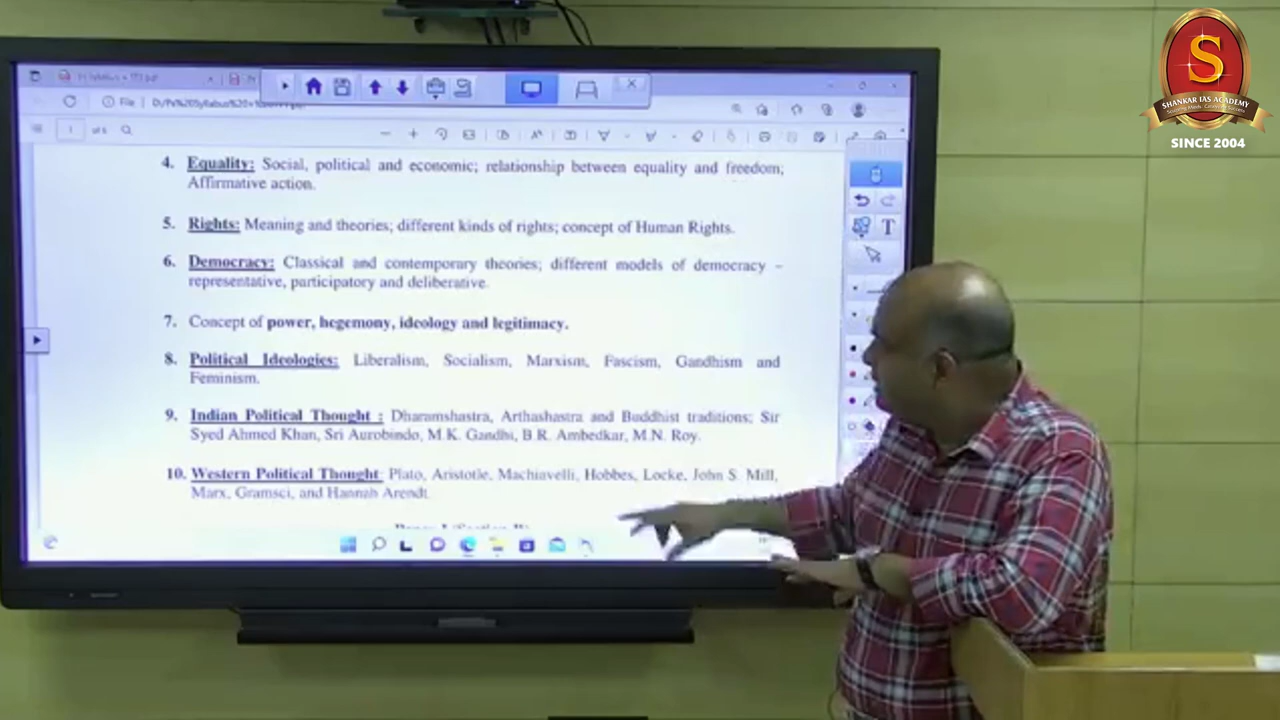 S
SHANKAR IAS ACADEMY
SINCE 2004
File
1 of 6
4. Equality: Social, political and economic; relationship between equality and freedom;
Affirmative action.
5. Rights: Meaning and theories; different kinds of rights; concept of Human Rights.
6. Democracy: Classical and contemporary theories; different models of democracy –
representative, participatory and deliberative.
7. Concept of power, hegemony, ideology and legitimacy.
8. Political Ideologies: Liberalism, Socialism, Marxism, Fascism, Gandhism and
Feminism.
9. Indian Political Thought : Dharamshastra, Arthashastra and Buddhist traditions; Sir
Syed Ahmed Khan, Sri Aurobindo, M.K. Gandhi, B.R. Ambedkar, M.N. Roy.
10. Western Political Thought: Plato, Aristotle, Machiavelli, Hobbes, Locke, John S. Mill,
Marx, Gramsci, and Hannah Arendt.
T